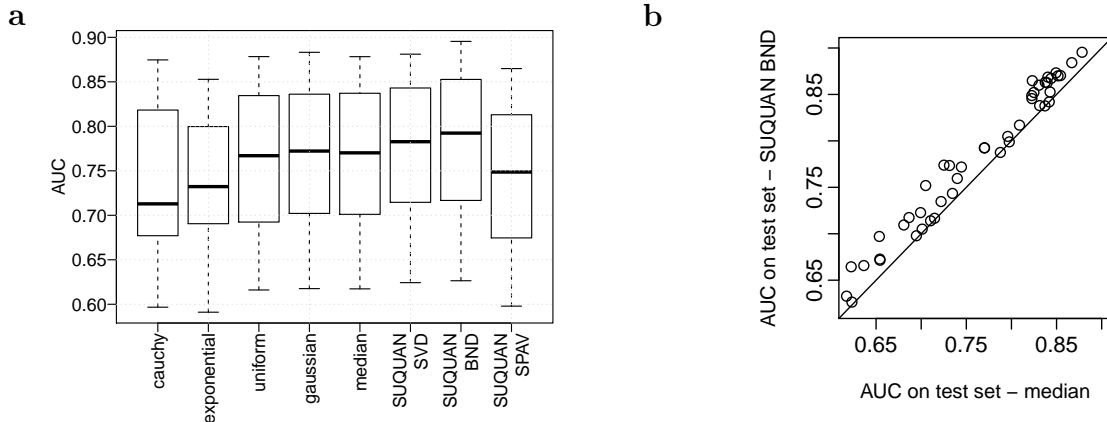 a
AUC
0.90
0.85
0.80
0.75
0.70
0.65
0.60
cauchy
exponential
uniform
gaussian
median
SUQUAN
SVD
SUQUAN
BND
SUQUAN
SPAV
b
AUC on test set − SUQUAN BND
0.85
0.75
0.65
0.65
0.75
0.85
AUC on test set − median